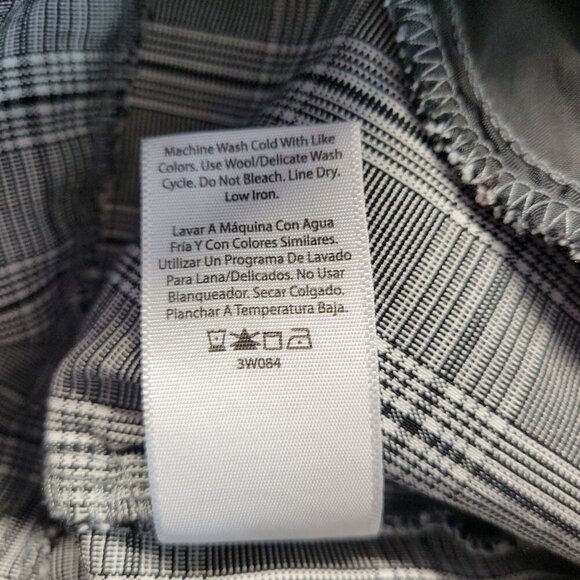 Machine Wash Cold With Like
Colors. Use Wool/Delicate Wash
Cycle. Do Not Bleach. Line Dry.
Low Iron.
Lavar A Máquina Con Agua
Fría Y Con Colores Similares.
Utilizar Un Programa De Lavado
Para Lana/Delicados. No Usar
Blanqueador. Secar Colgado.
Planchar A Temperatura Baja.
3W084